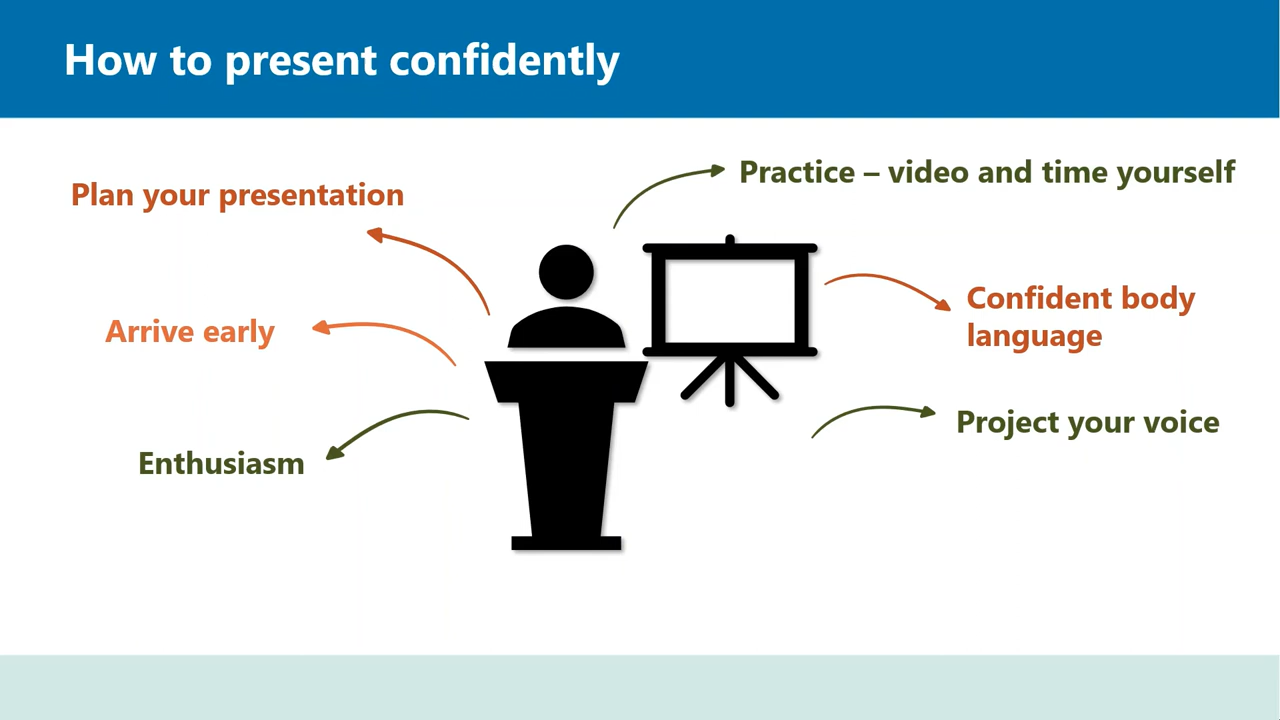 How to present confidently
Plan your presentation
Arrive early
Enthusiasm
Practice – video and time yourself
Confident body
language
Project your voice